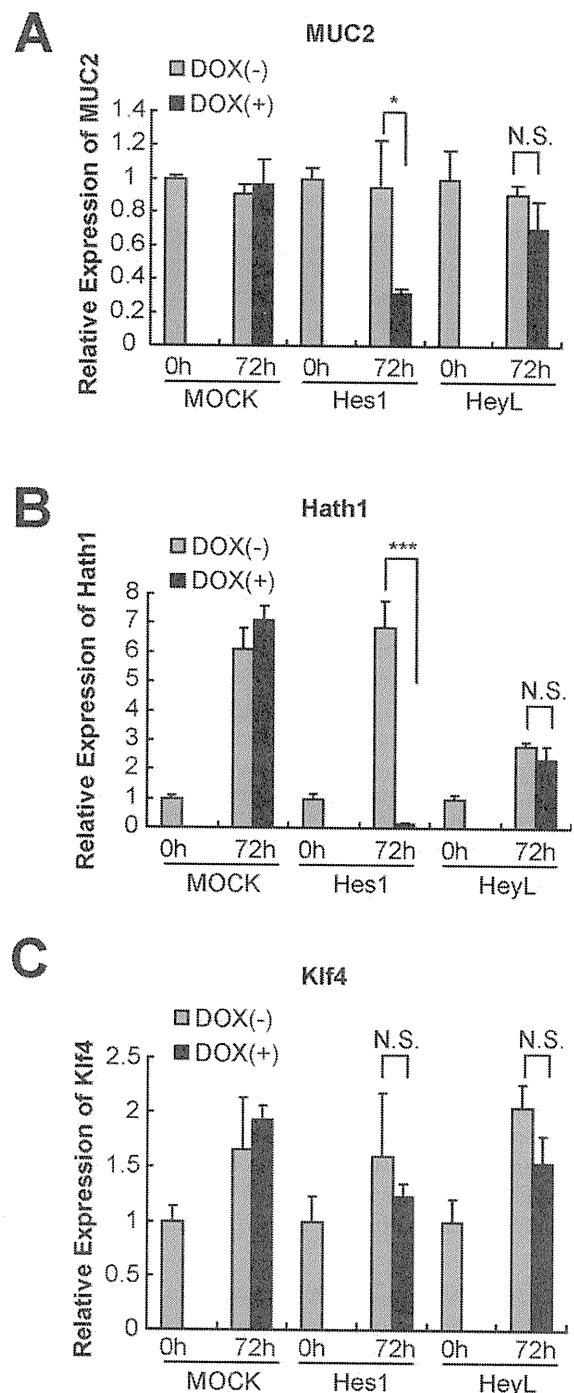 A
MUC2
DOX(-)
DOX(+)
Relative Expression of MUC2
1.4
1.2
1
0.8
0.6
0.4
0.2
0
*
N.S.
0h 72h 0h 72h 0h 72h
MOCK Hes1 HeyL
B
Hath1
DOX(-)
DOX(+)
Relative Expression of Hath1
8
7
6
5
4
3
2
1
0
***
N.S.
0h 72h 0h 72h 0h 72h
MOCK Hes1 HeyL
C
Klf4
DOX(-)
DOX(+)
Relative Expression of Klf4
2.5
2
1.5
1
0.5
0
N.S.
N.S.
0h 72h 0h 72h 0h 72h
MOCK Hes1 HeyL